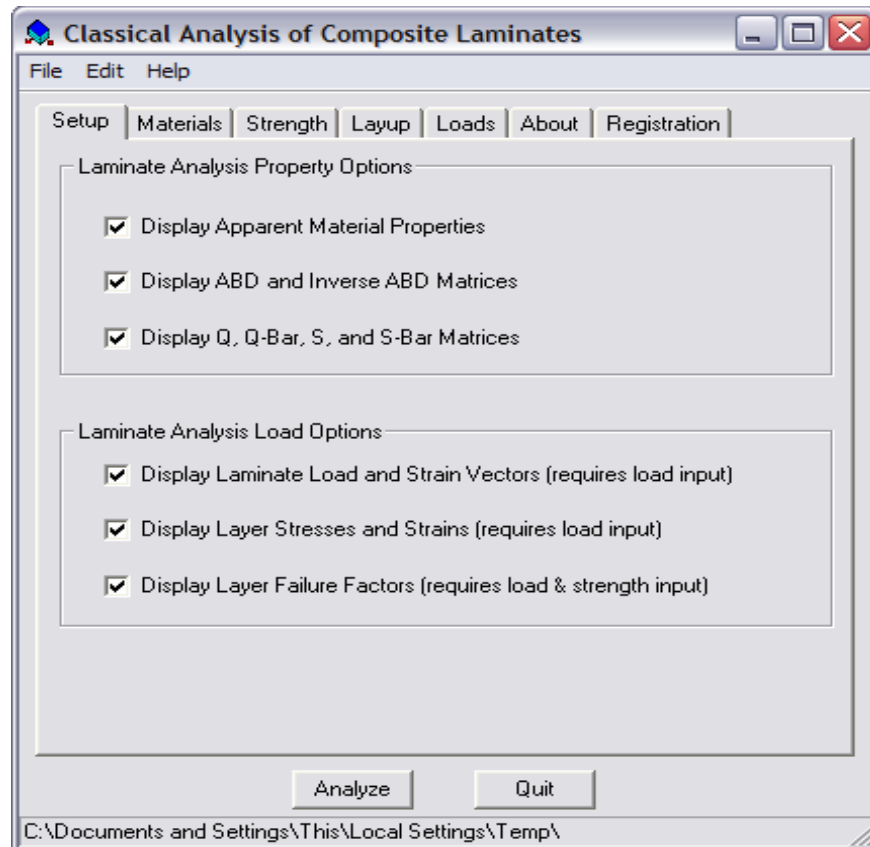 Classical Analysis of Composite Laminates
File Edit Help
Setup Materials Strength Layup Loads About Registration
Laminate Analysis Property Options
Display Apparent Material Properties
Display ABD and Inverse ABD Matrices
Display Q, Q-Bar, S, and S-Bar Matrices
Laminate Analysis Load Options
Display Laminate Load and Strain Vectors (requires load input)
Display Layer Stresses and Strains (requires load input)
Display Layer Failure Factors (requires load & strength input)
Analyze Quit
C:\Documents and Settings\This\Local Settings\Temp\